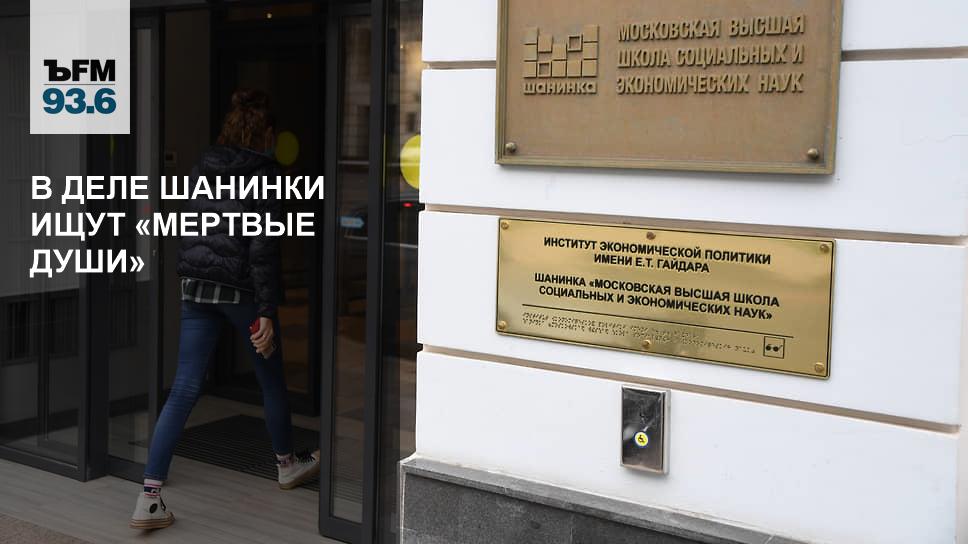 ЪFM
93.6
В ДЕЛЕ ШАНИНКИ
ИЩУТ «МЕРТВЫЕ
ДУШИ»
шанинка
МОСКОВСКАЯ ВЫСШАЯ
ШКОЛА СОЦИАЛЬНЫХ И
ЭКОНОМИЧЕСКИХ НАУК
ИНСТИТУТ ЭКОНОМИЧЕСКОЙ ПОЛИТИКИ
ИМЕНИ Е.Т. ГАЙДАРА
ШАНИНКА «МОСКОВСКАЯ ВЫСШАЯ ШКОЛА
СОЦИАЛЬНЫХ И ЭКОНОМИЧЕСКИХ НАУК»